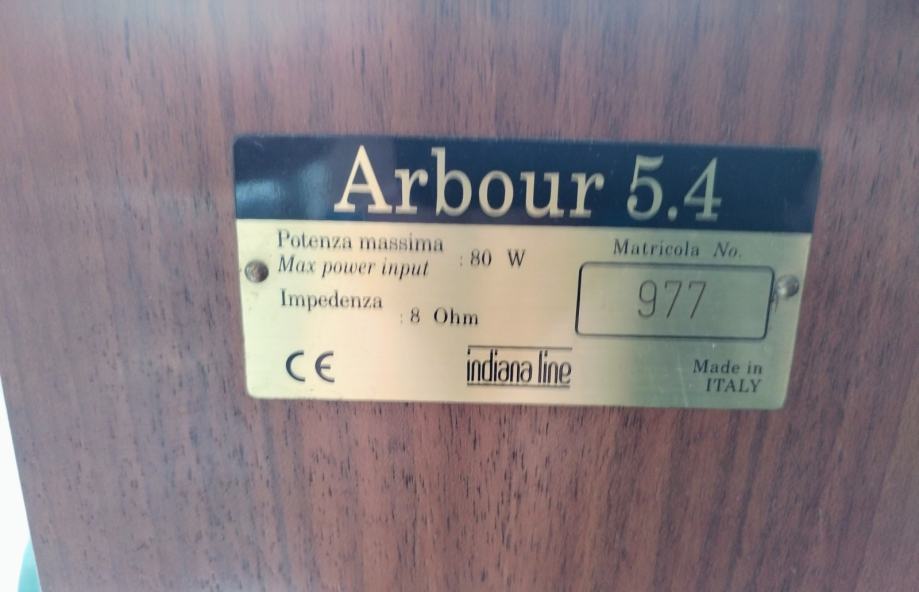 Arbour 5.4
Potenza massima
Max power input : 80 W
Impedenza
: 8 Ohm
Matricola No.
977
CE
indiana line
Made in
ITALY